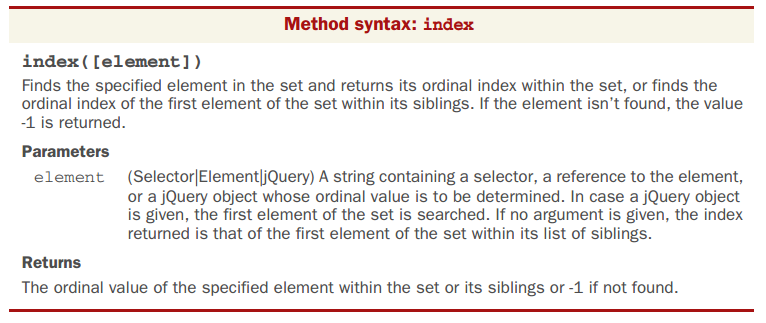 Method syntax: index
index([element])
Finds the specified element in the set and returns its ordinal index within the set, or finds the
ordinal index of the first element of the set within its siblings. If the element isn’t found, the value
-1 is returned.
Parameters
element (Selector|Element|jQuery) A string containing a selector, a reference to the element,
or a jQuery object whose ordinal value is to be determined. In case a jQuery object
is given, the first element of the set is searched. If no argument is given, the index
returned is that of the first element of the set within its list of siblings.
Returns
The ordinal value of the specified element within the set or its siblings or -1 if not found.